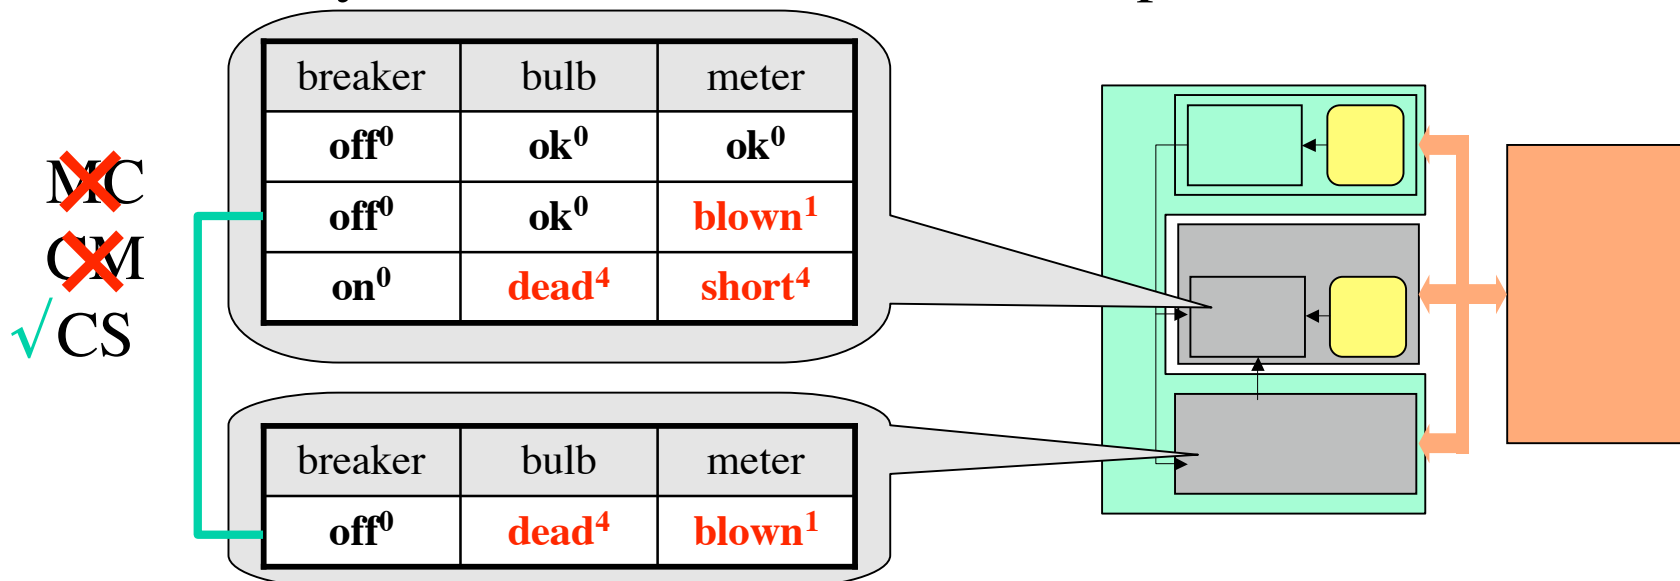 MC
CM
√ CS
breaker bulb meter
off⁰ ok⁰ ok⁰
off⁰ ok⁰ blown¹
on⁰ dead⁴ short⁴
breaker bulb meter
off⁰ dead⁴ blown¹